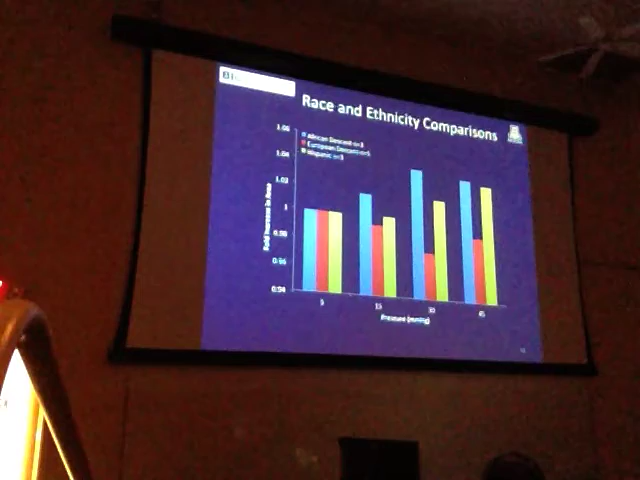 Race and Ethnicity Comparisons
African Descent n=3
European Descent n=5
Hispanic n=3
Fold Increase in Area
1.06
1.04
1.02
1
0.98
0.96
0.94
5
15
30
45
Pressure (mmHg)